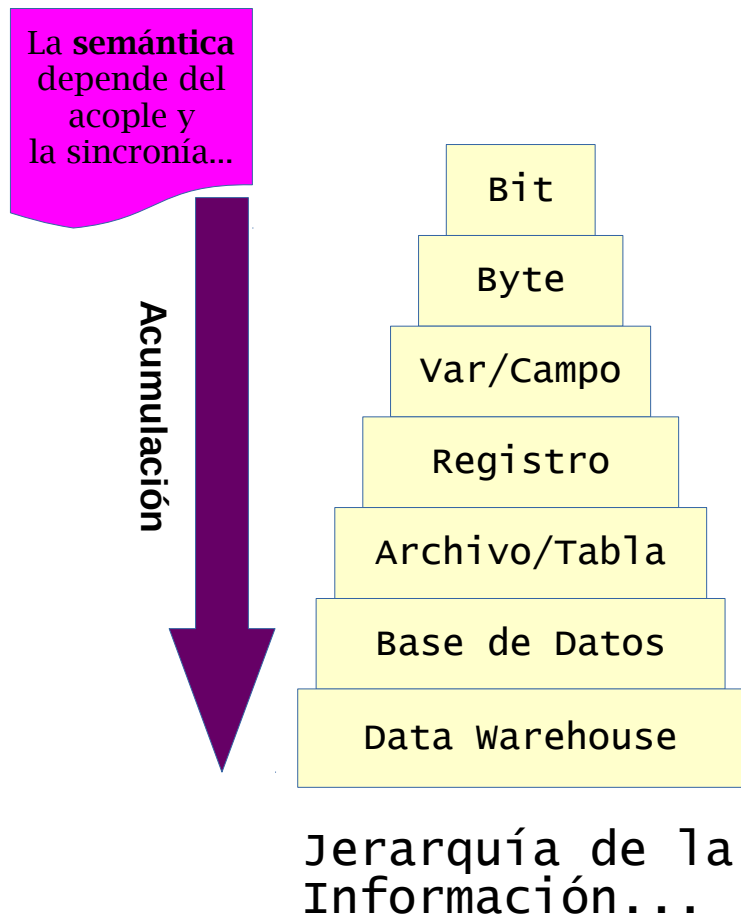 La semántica
depende del
acople y
la sincronía...
Acumulación
Bit
Byte
Var/Campo
Registro
Archivo/Tabla
Base de Datos
Data Warehouse
Jerarquía de la
Información...